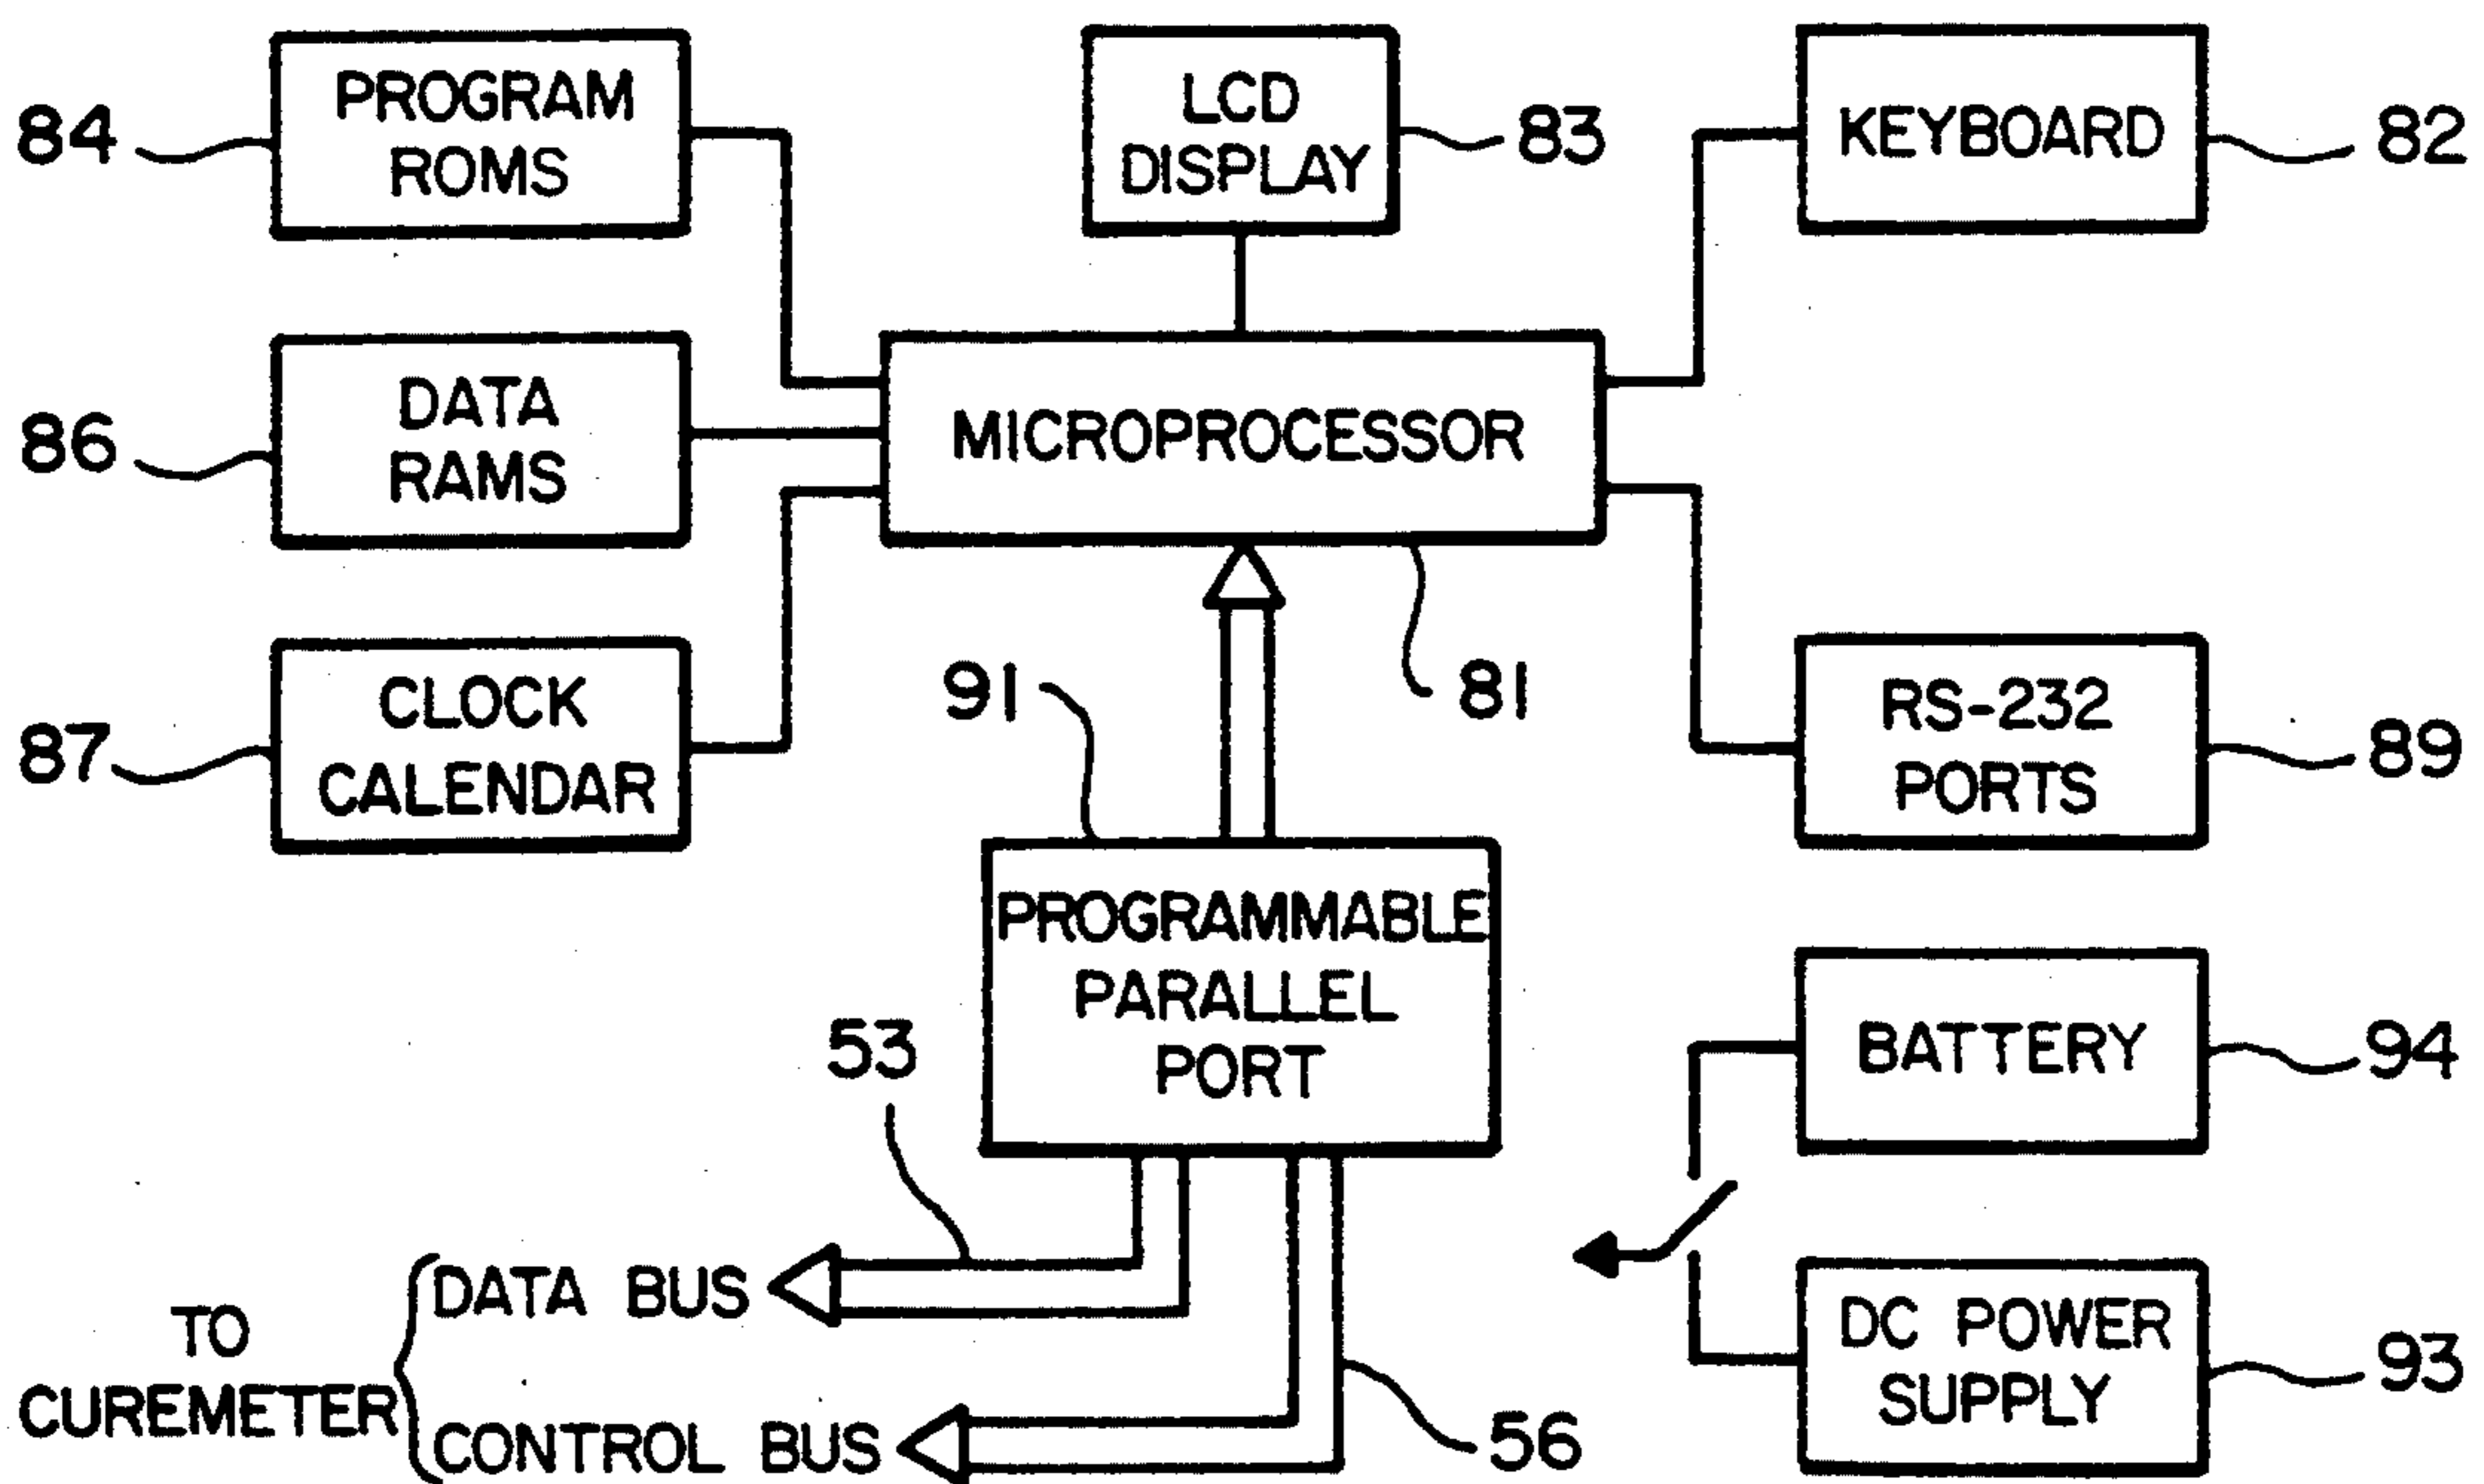 84
PROGRAM
ROMS
LCD
DISPLAY
83
KEYBOARD
82
86
DATA
RAMS
MICROPROCESSOR
87
CLOCK
CALENDAR
91
81
RS-232
PORTS
89
PROGRAMMABLE
PARALLEL
PORT
53
BATTERY
94
TO
CUREMETER
DATA BUS
CONTROL BUS
56
DC POWER
SUPPLY
93